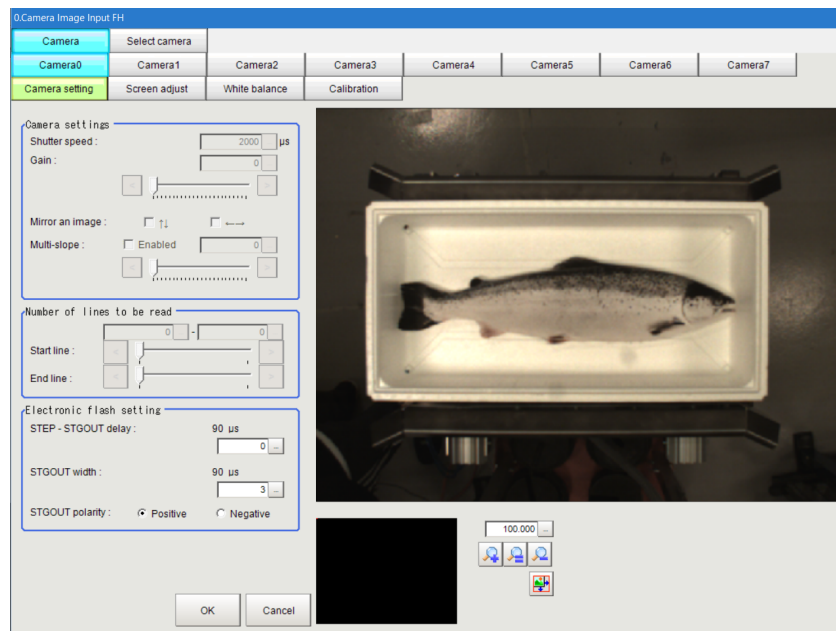 0.Camera Image Input FH
Camera Select camera
Camera0 Camera1 Camera2 Camera3 Camera4 Camera5 Camera6 Camera7
Camera setting Screen adjust White balance Calibration
Camera settings
Shutter speed : 2000 μs
Gain : 0
< >
Mirror an image : ↑↓ ←→
Multi-slope : Enabled 0
< >
Number of lines to be read
0 - 0
Start line : < >
End line : < >
Electronic flash setting
STEP - STGOUT delay : 90 μs
0 ...
STGOUT width : 90 μs
3 ...
STGOUT polarity : Positive Negative
100.000 ...
OK Cancel